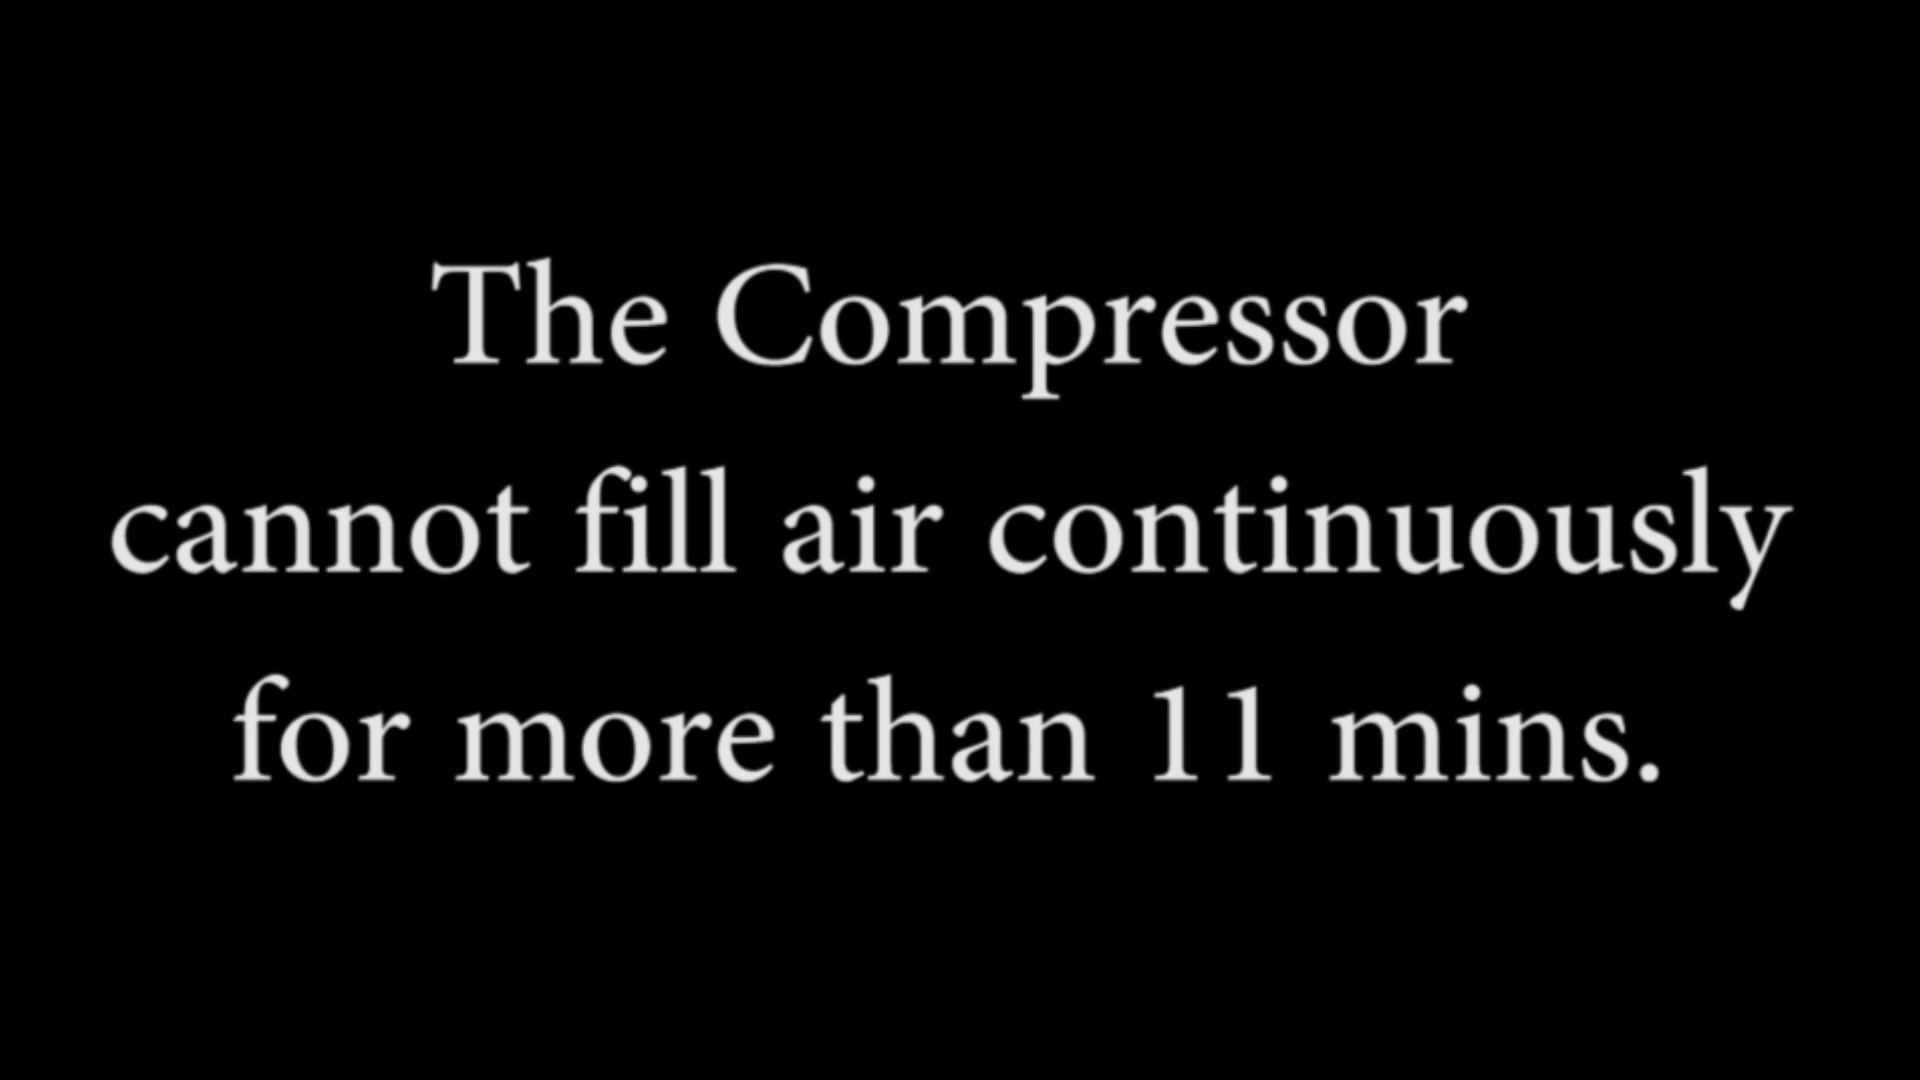 The Compressor
cannot fill air continuously
for more than 11 mins.